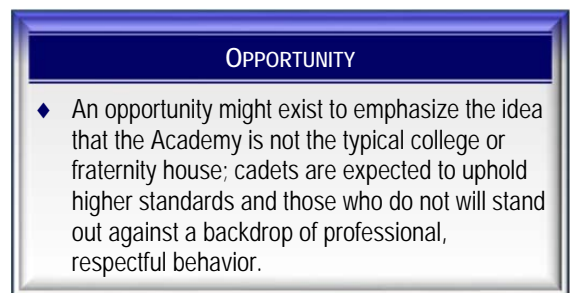 OPPORTUNITY
♦ An opportunity might exist to emphasize the idea
that the Academy is not the typical college or
fraternity house; cadets are expected to uphold
higher standards and those who do not will stand
out against a backdrop of professional,
respectful behavior.